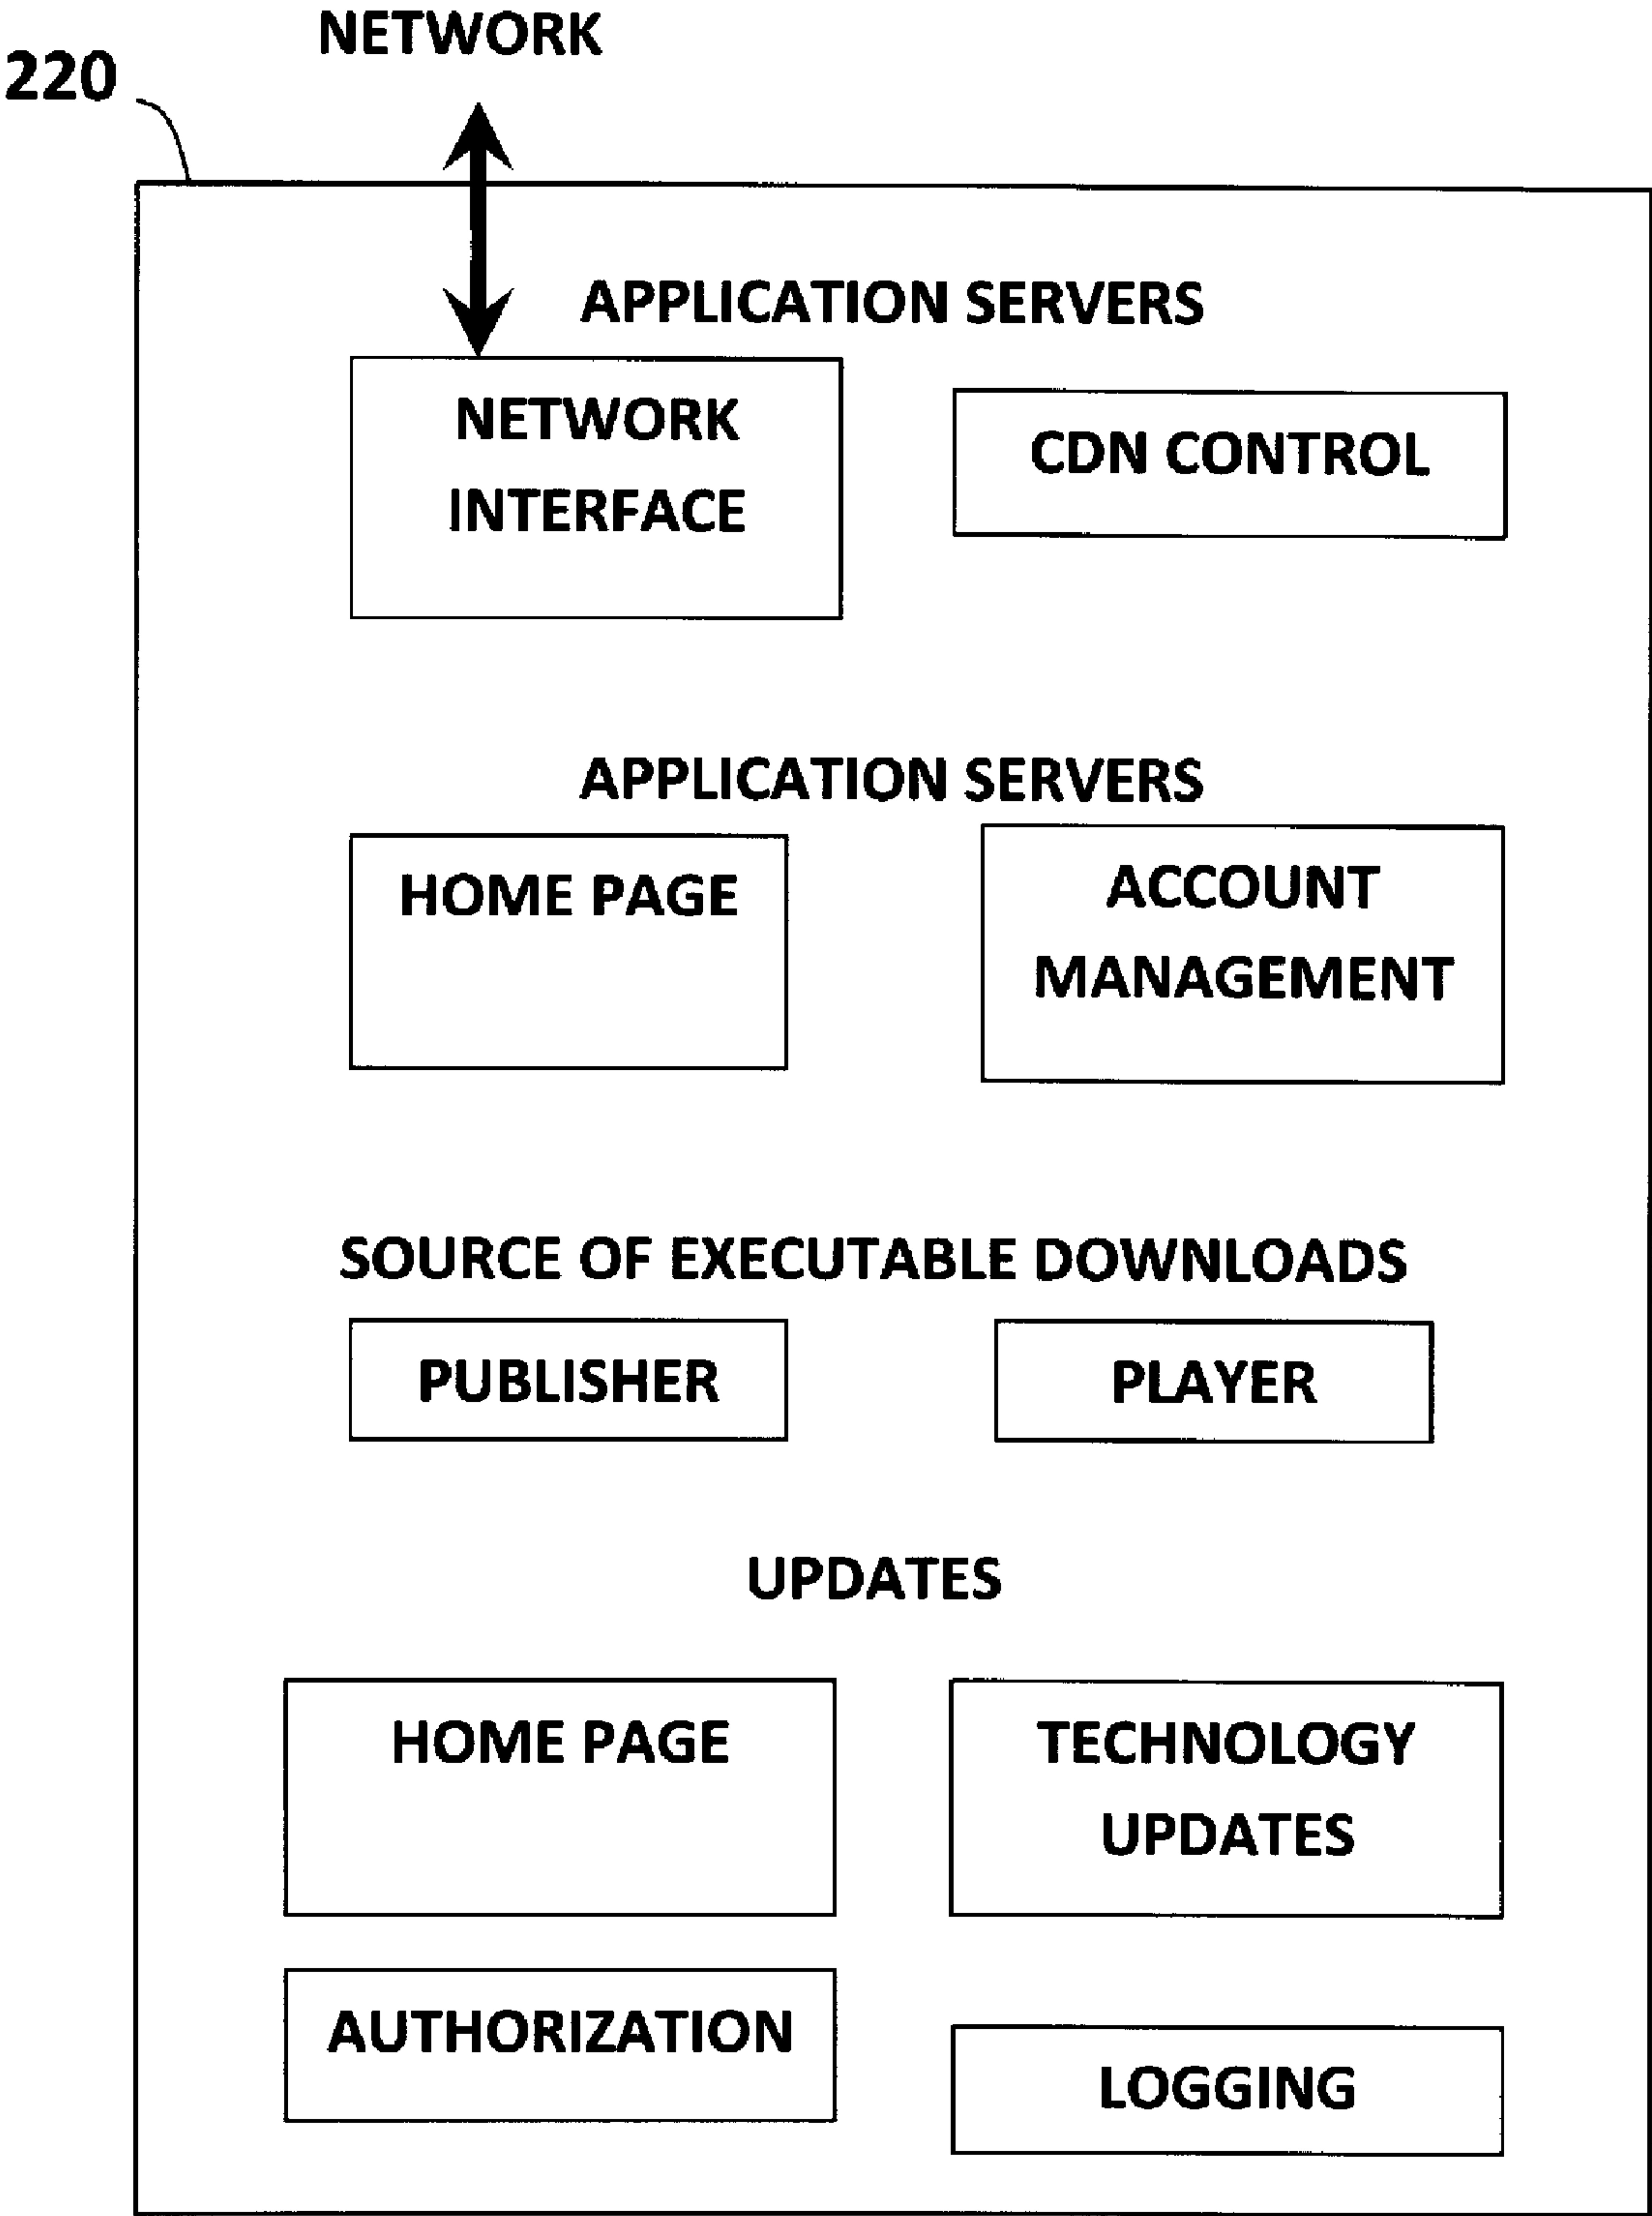 NETWORK
220
APPLICATION SERVERS
NETWORK
INTERFACE
CDN CONTROL
APPLICATION SERVERS
HOME PAGE
ACCOUNT
MANAGEMENT
SOURCE OF EXECUTABLE DOWNLOADS
PUBLISHER
PLAYER
UPDATES
HOME PAGE
TECHNOLOGY
UPDATES
AUTHORIZATION
LOGGING